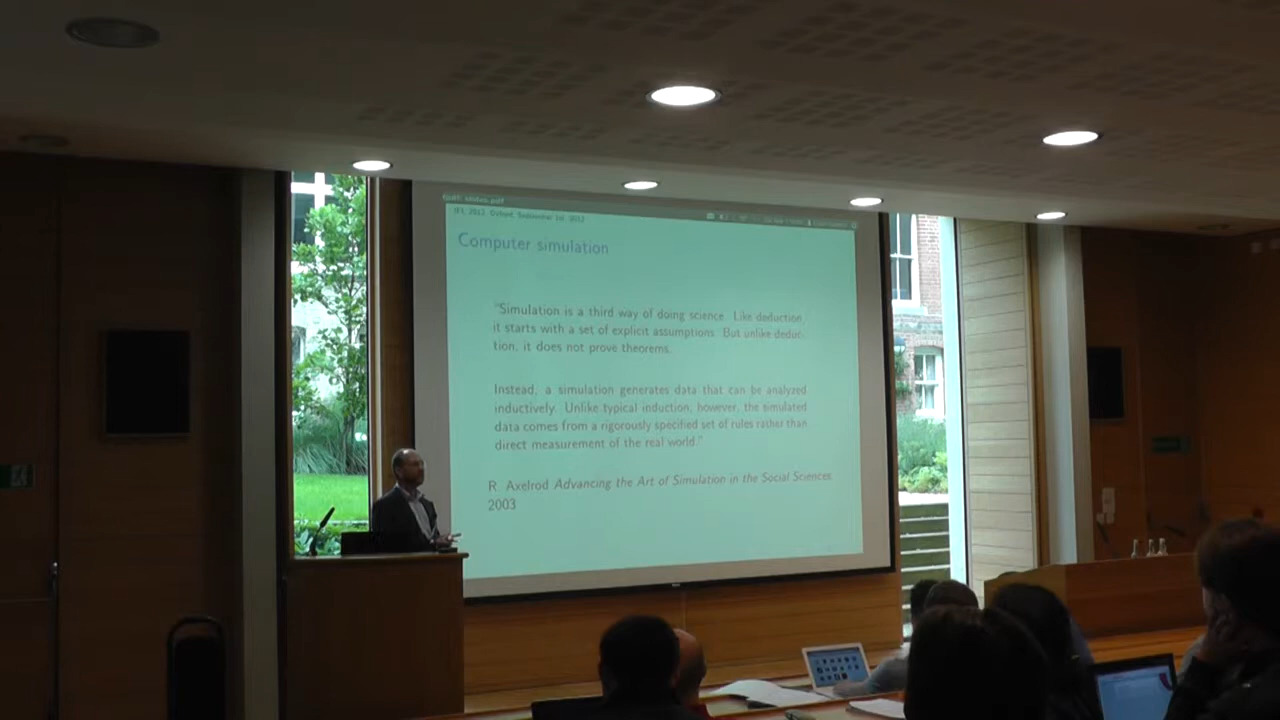 Computer simulation
"Simulation is a third way of doing science. Like deduction,
it starts with a set of explicit assumptions. But unlike deduc-
tion, it does not prove theorems.
Instead, a simulation generates data that can be analyzed
inductively. Unlike typical induction, however, the simulated
data comes from a rigorously specified set of rules rather than
direct measurement of the real world."
R. Axelrod Advancing the Art of Simulation in the Social Sciences
2003